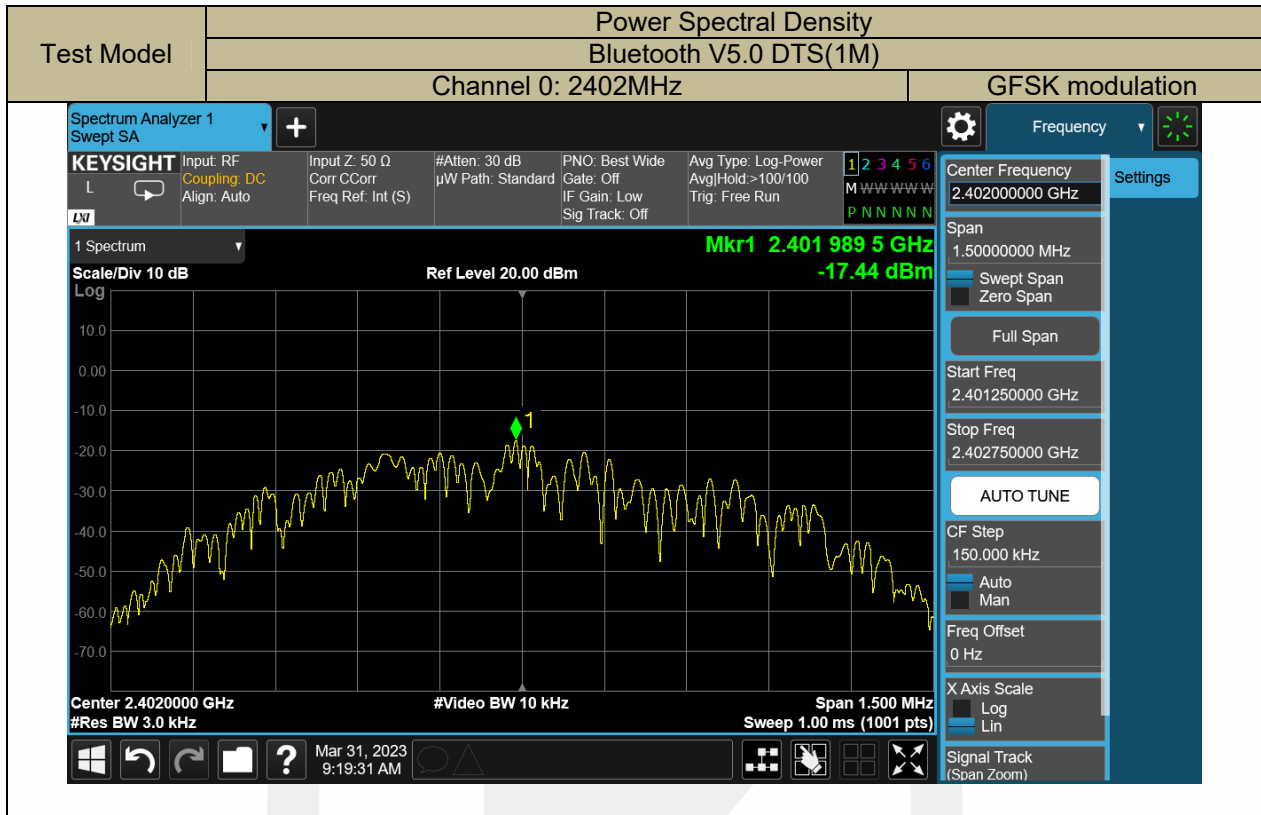 Test Model
Power Spectral Density
Bluetooth V5.0 DTS(1M)
Channel 0: 2402MHz
GFSK modulation
Spectrum Analyzer 1
Swept SA
Frequency
KEYSIGHT
L
LXI
Input: RF
Coupling: DC
Align: Auto
Input Z: 50 Ω
Corr CCorr
Freq Ref: Int (S)
#Atten: 30 dB
µW Path: Standard
PNO: Best Wide
Gate: Off
IF Gain: Low
Sig Track: Off
Avg Type: Log-Power
Avg|Hold:>100/100
Trig: Free Run
1 2 3 4 5 6
M W W W W W
P N N N N N
1 Spectrum
Scale/Div 10 dB
Log
Ref Level 20.00 dBm
Mkr1 2.401 989 5 GHz
-17.44 dBm
10.0
0.00
-10.0
-20.0
-30.0
-40.0
-50.0
-60.0
-70.0
1
Center 2.4020000 GHz
#Res BW 3.0 kHz
#Video BW 10 kHz
Span 1.500 MHz
Sweep 1.00 ms (1001 pts)
?
Mar 31, 2023
9:19:31 AM
Center Frequency
2.402000000 GHz
Settings
Span
1.50000000 MHz
Swept Span
Zero Span
Full Span
Start Freq
2.401250000 GHz
Stop Freq
2.402750000 GHz
AUTO TUNE
CF Step
150.000 kHz
Auto
Man
Freq Offset
0 Hz
X Axis Scale
Log
Lin
Signal Track
(Span Zoom)